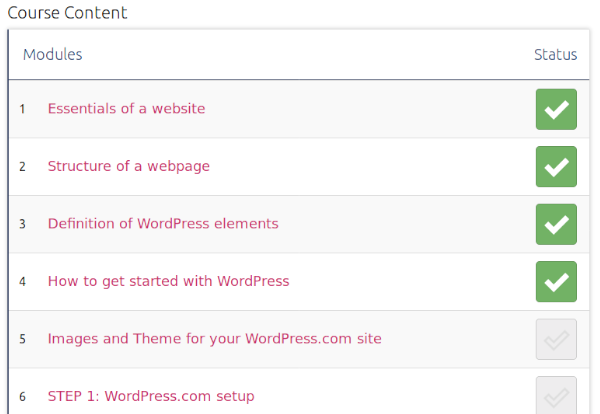 Course Content
Modules Status
1 Essentials of a website
2 Structure of a webpage
3 Definition of WordPress elements
4 How to get started with WordPress
5 Images and Theme for your WordPress.com site
6 STEP 1: WordPress.com setup